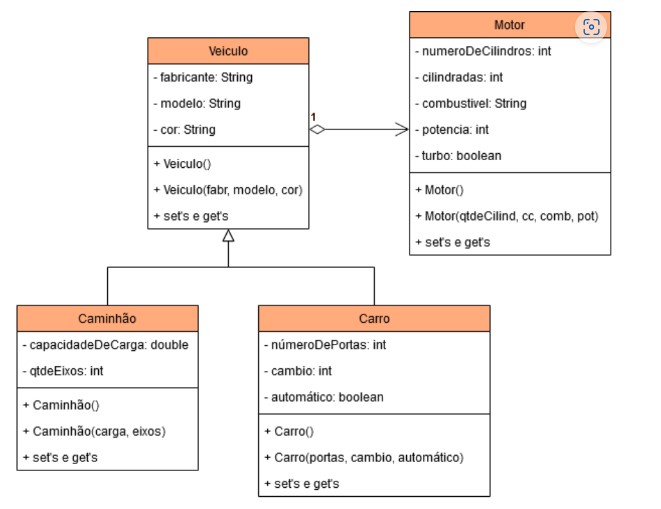 Veiculo
- fabricante: String
- modelo: String
- cor: String
+ Veiculo()
+ Veiculo(fabr, modelo, cor)
+ set's e get's
1
Motor
- numeroDeCilindros: int
- cilindradas: int
- combustivel: String
- potencia: int
- turbo: boolean
+ Motor()
+ Motor(qtdeCilind, cc, comb, pot)
+ set's e get's
Caminhão
- capacidadeDeCarga: double
- qtdeEixos: int
+ Caminhão()
+ Caminhão(carga, eixos)
+ set's e get's
Carro
- númeroDePortas: int
- cambio: int
- automático: boolean
+ Carro()
+ Carro(portas, cambio, automático)
+ set's e get's